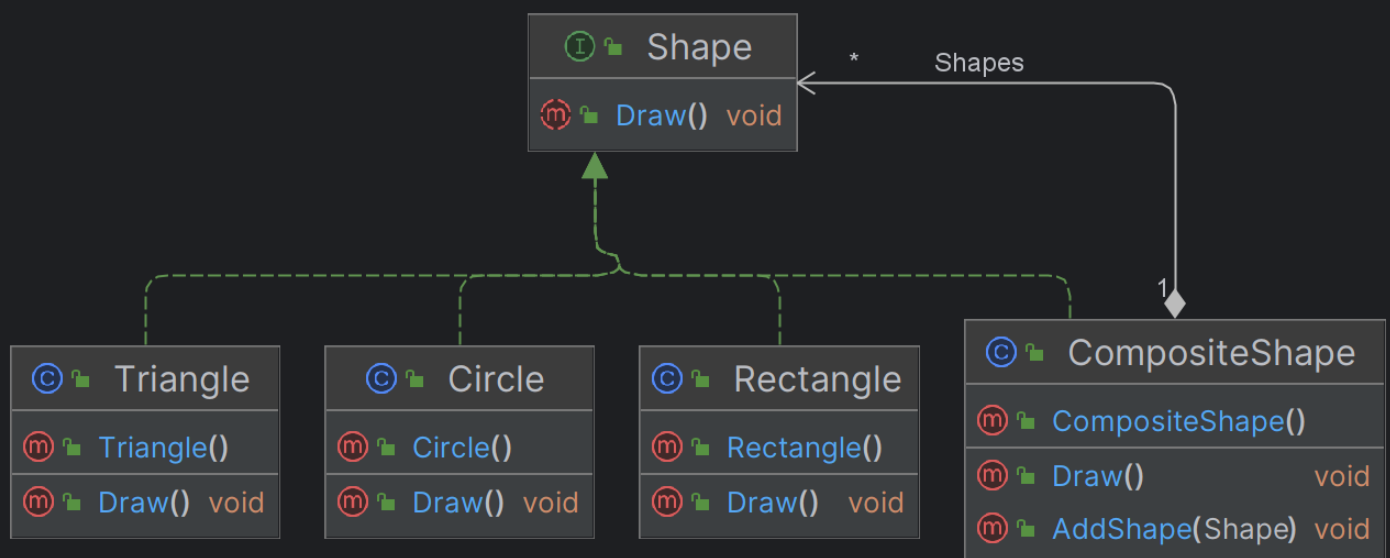 I Shape
m Draw() void
* Shapes
1
C Triangle
m Triangle()
m Draw() void
C Circle
m Circle()
m Draw() void
C Rectangle
m Rectangle()
m Draw() void
C CompositeShape
m CompositeShape()
m Draw() void
m AddShape(Shape) void